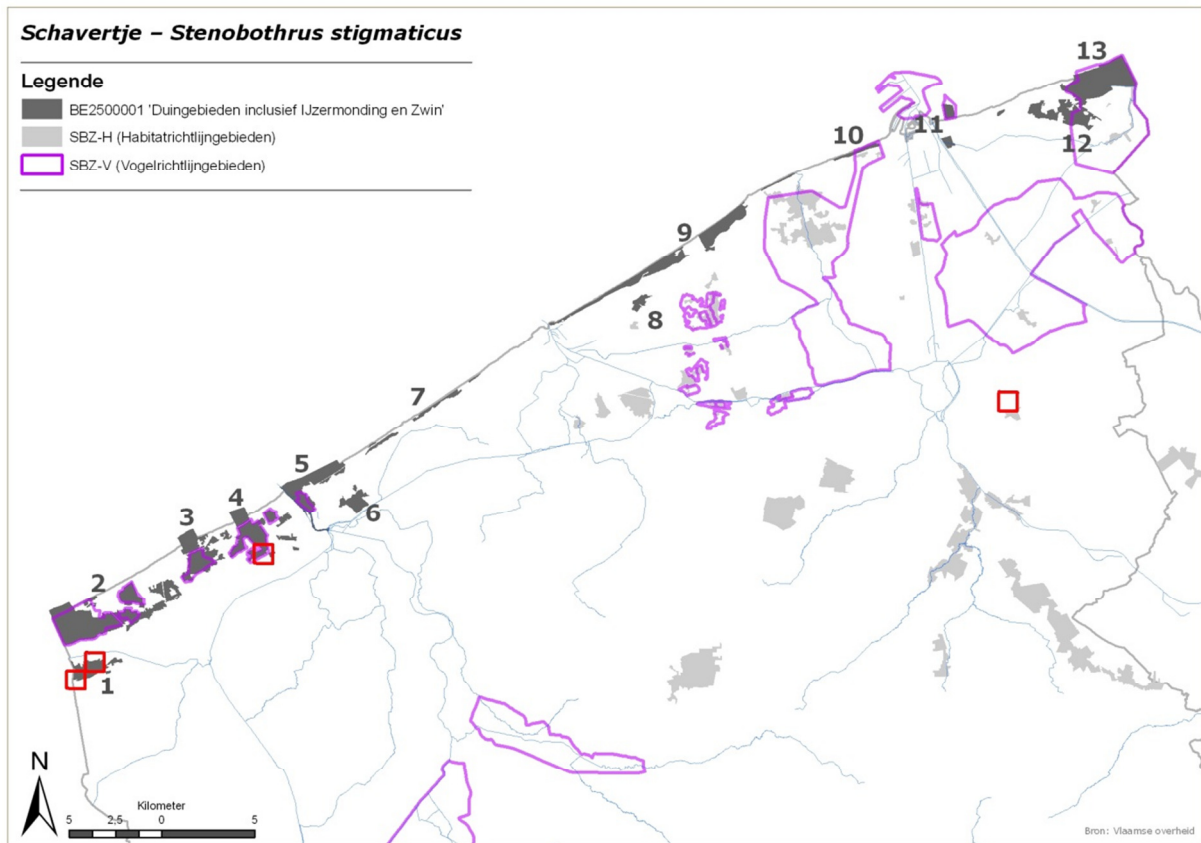 Schavertje – Stenobothrus stigmaticus
Legende
BE2500001 'Duingebieden inclusief IJzermonding en Zwin'
SBZ-H (Habitatrichtlijngebieden)
SBZ-V (Vogelrichtlijngebieden)
13
12
11
10
9
8
7
5
6
4
3
2
1
N
Kilometer
5 2,5 0 5
Bron: Vlaamse overheid